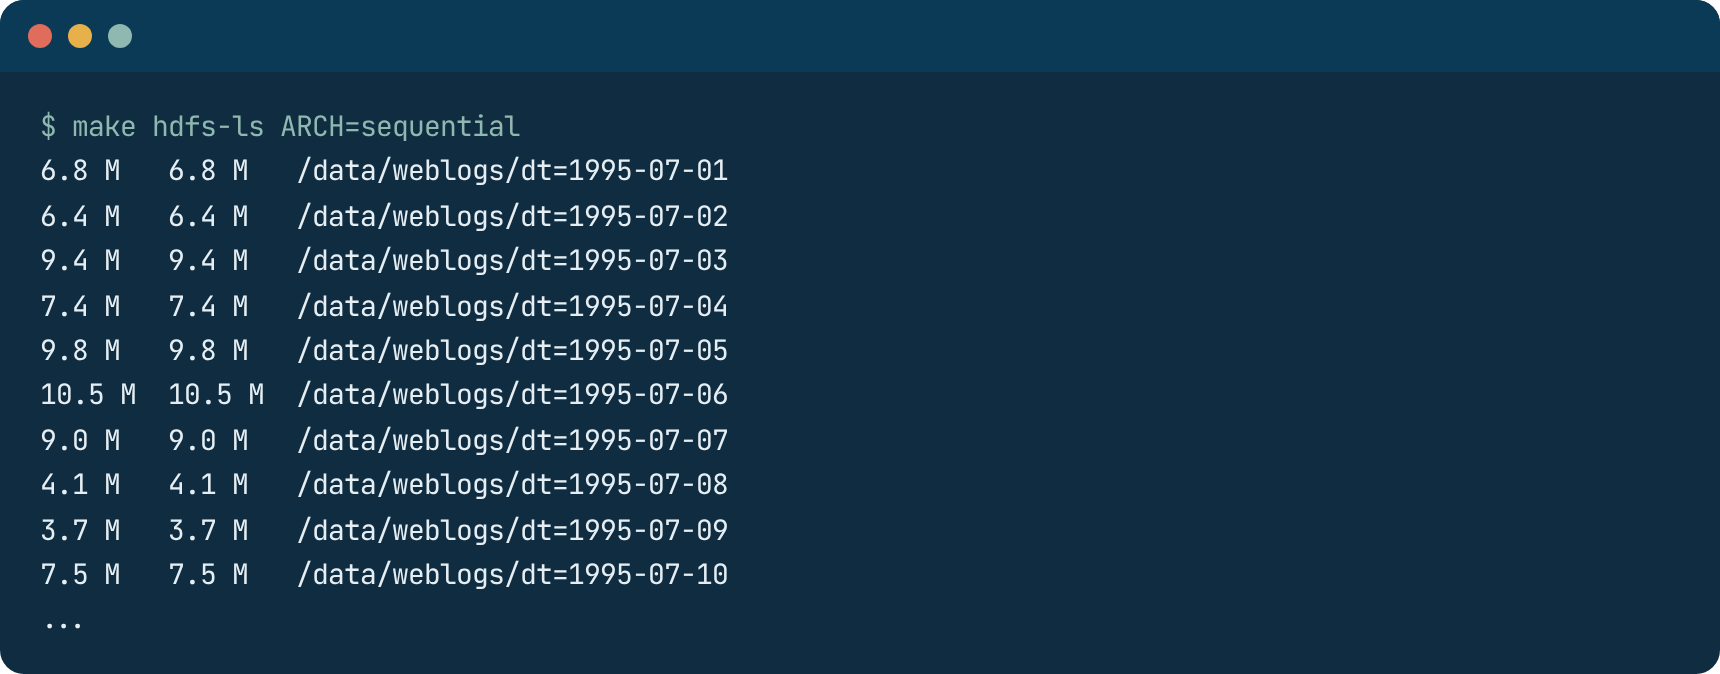 $ make hdfs-ls ARCH=sequential
6.8 M   6.8 M   /data/weblogs/dt=1995-07-01
6.4 M   6.4 M   /data/weblogs/dt=1995-07-02
9.4 M   9.4 M   /data/weblogs/dt=1995-07-03
7.4 M   7.4 M   /data/weblogs/dt=1995-07-04
9.8 M   9.8 M   /data/weblogs/dt=1995-07-05
10.5 M  10.5 M  /data/weblogs/dt=1995-07-06
9.0 M   9.0 M   /data/weblogs/dt=1995-07-07
4.1 M   4.1 M   /data/weblogs/dt=1995-07-08
3.7 M   3.7 M   /data/weblogs/dt=1995-07-09
7.5 M   7.5 M   /data/weblogs/dt=1995-07-10
...